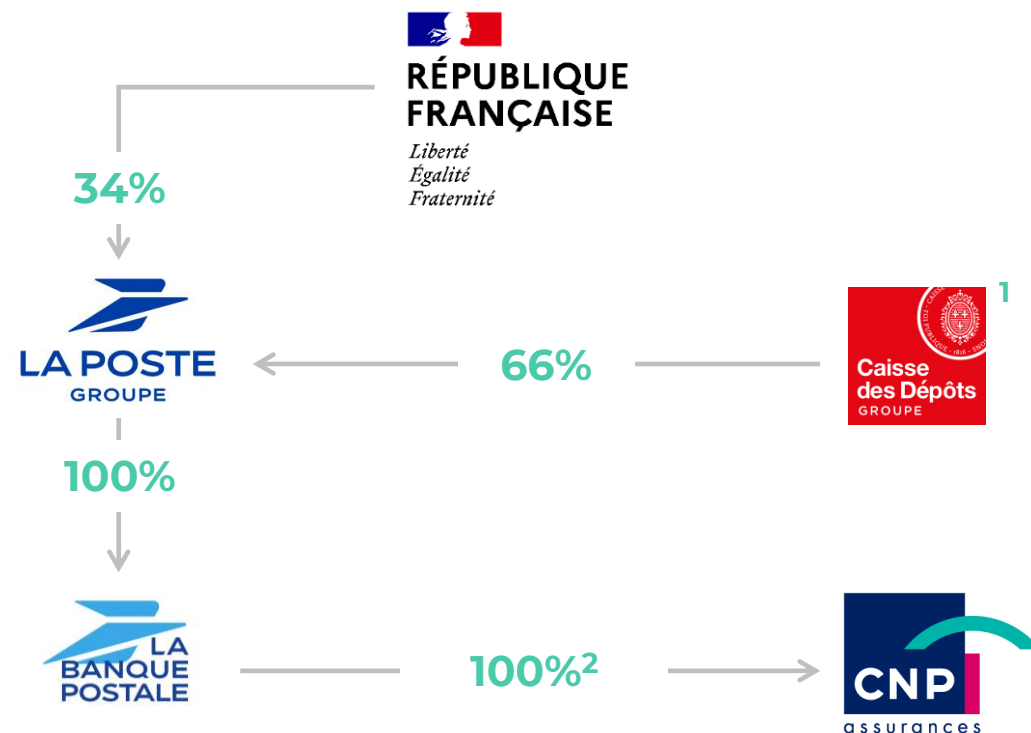 RÉPUBLIQUE
FRANÇAISE
Liberté
Égalité
Fraternité
34%
LA POSTE
GROUPE
66%
1
Caisse
des Dépôts
GROUPE
100%
LA
BANQUE
POSTALE
100%²
CNP
assurances